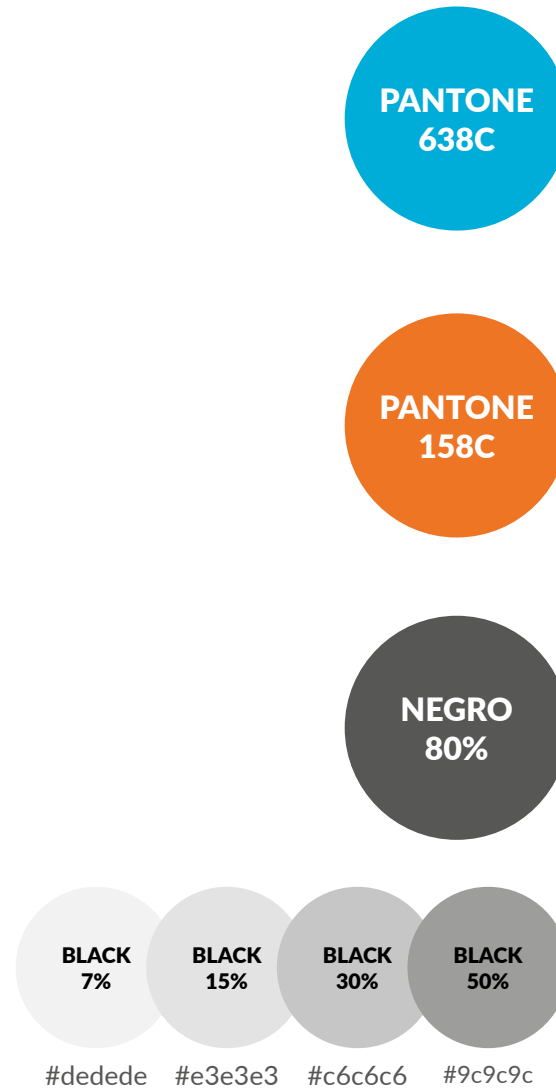 PANTONE
638C
PANTONE
158C
NEGRO
80%
BLACK
7%
BLACK
15%
BLACK
30%
BLACK
50%
#dedede
#e3e3e3
#c6c6c6
#9c9c9c